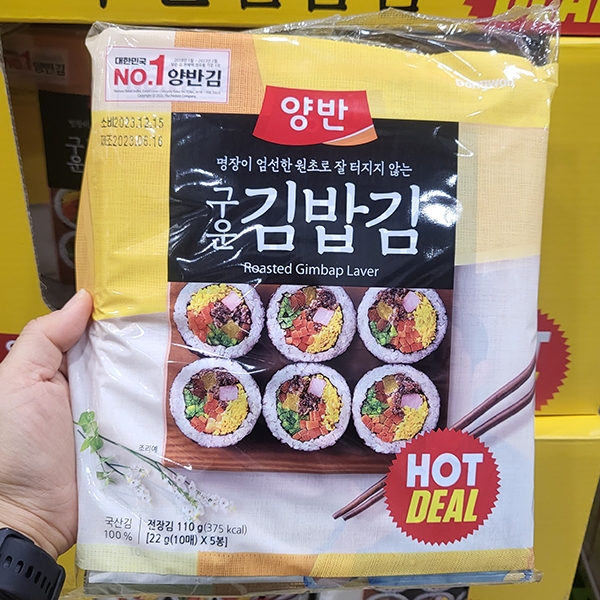 대한민국
NO.1 양반김
소비2023.12.15
제조2023.06.16
양반
명장이 엄선한 원초로 잘 터지지 않는
구운 김밥김
Roasted Gimbap Laver
조리예
HOT
DEAL
국산김
100%
전장김 110 g(375 kcal)
[22 g(10매) X 5봉]